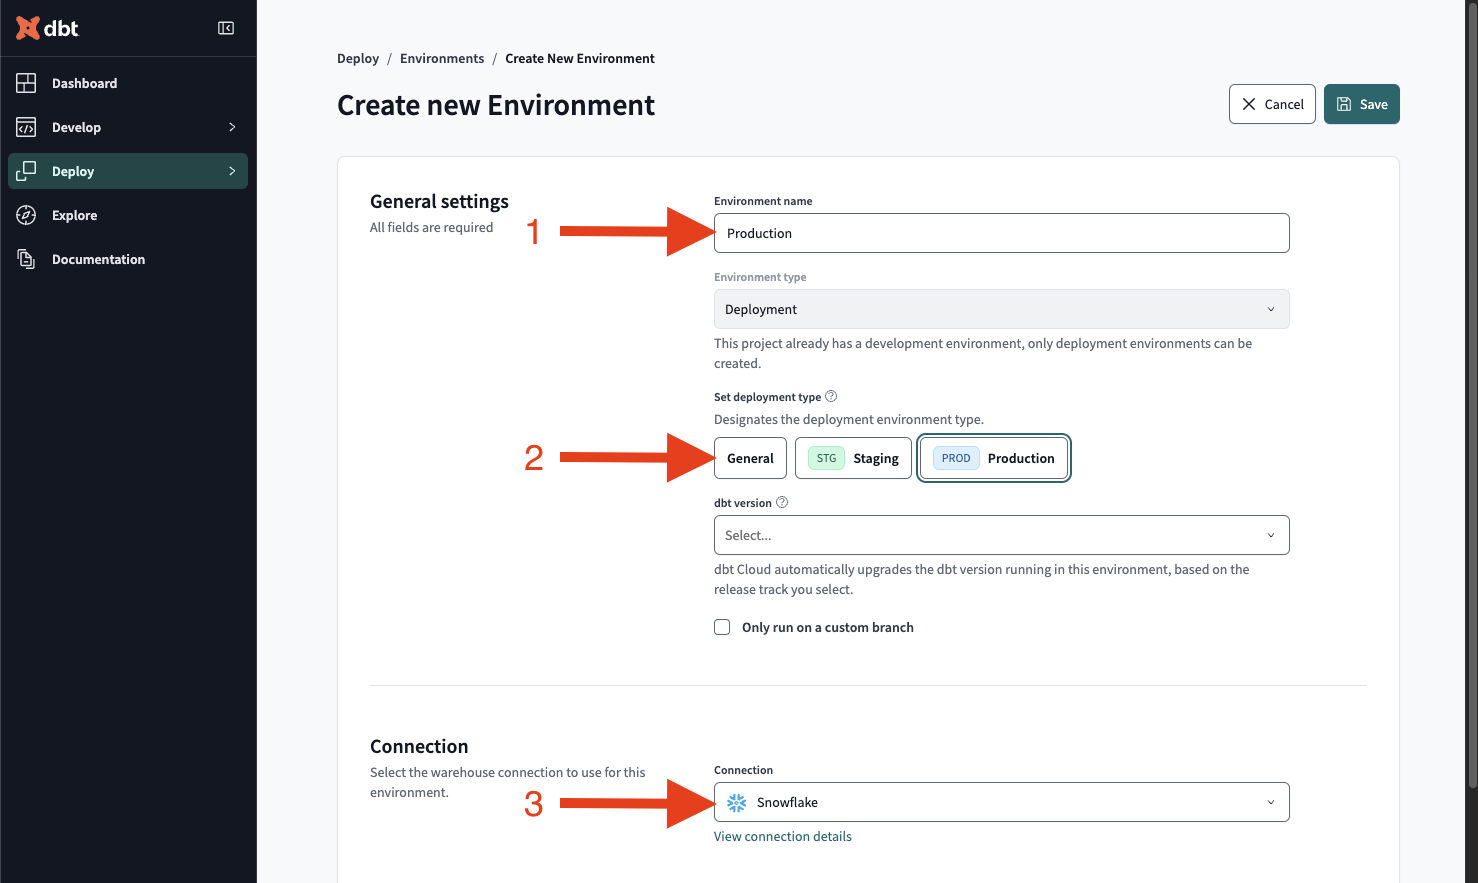 dbt
Dashboard
Develop
Deploy
Explore
Documentation
Deploy / Environments / Create New Environment
Create new Environment
Cancel
Save
General settings
All fields are required
1
Environment name
Production
Environment type
Deployment
This project already has a development environment, only deployment environments can be
created.
Set deployment type ?
Designates the deployment environment type.
2
General
STG Staging
PROD Production
dbt version ?
Select...
dbt Cloud automatically upgrades the dbt version running in this environment, based on the
release track you select.
Only run on a custom branch
Connection
Select the warehouse connection to use for this
environment.
3
Connection
Snowflake
View connection details